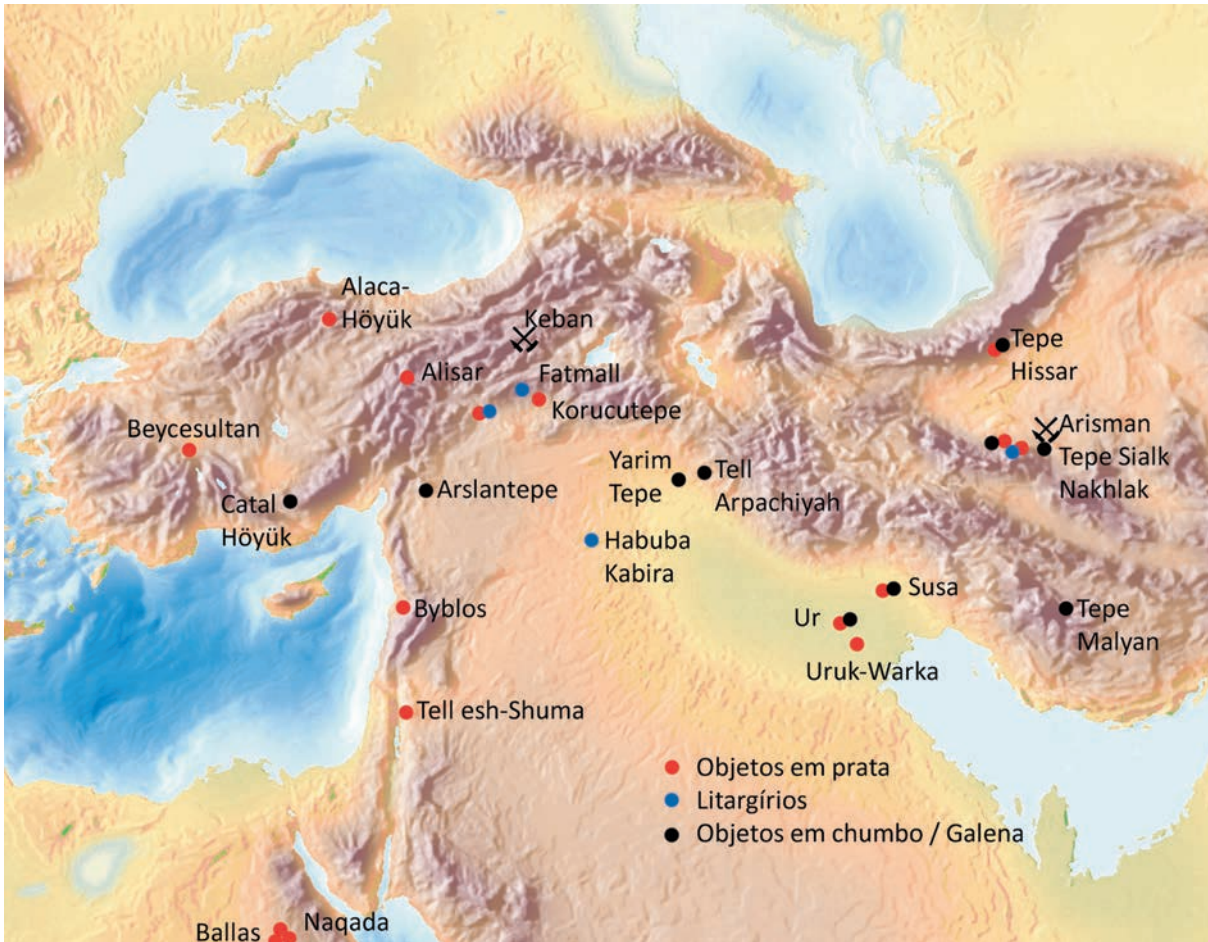 Alaca-
Höyük
Keban
Tepe
Hissar
Alisar
Fatmall
Korucutepe
Beycesultan
Arisman
Tepe Sialk
Nakhlak
Yarim
Tepe
Tell
Arpachiyah
Catal
Höyük
Arslantepe
Habuba
Kabira
Susa
Byblos
Ur
Tepe
Malyan
Uruk-Warka
Tell esh-Shuma
Objetos em prata
Litargírios
Objetos em chumbo / Galena
Ballas
Naqada